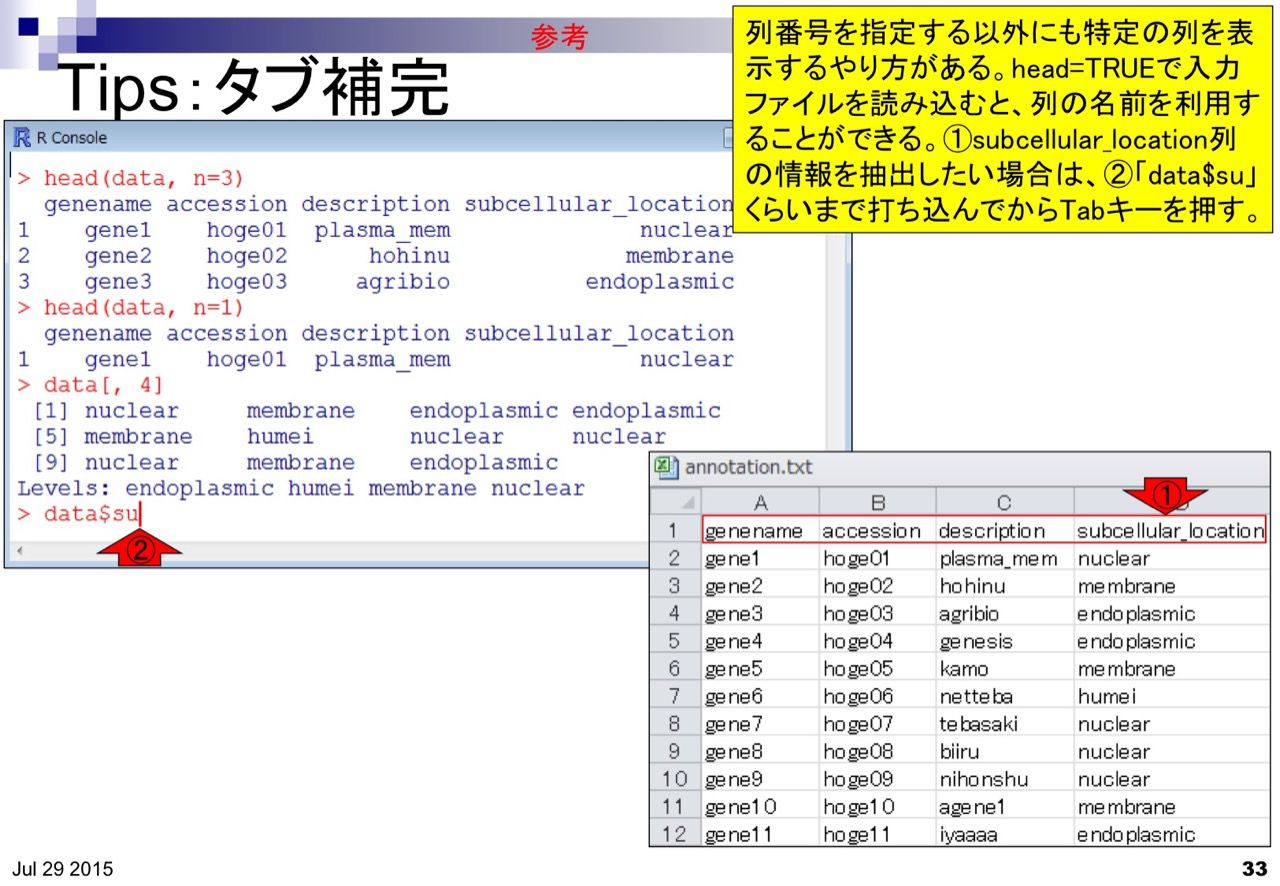 参考
Tips：タブ補完
列番号を指定する以外にも特定の列を表
示するやり方がある。head=TRUEで入力
ファイルを読み込むと、列の名前を利用す
ることができる。①subcellular_location列
の情報を抽出したい場合は、②「data$su」
くらいまで打ち込んでからTabキーを押す。
R Console
> head(data, n=3)
genename accession description subcellular_location
1 gene1 hoge01 plasma_mem nuclear
2 gene2 hoge02 hohinu membrane
3 gene3 hoge03 agribio endoplasmic
> head(data, n=1)
genename accession description subcellular_location
1 gene1 hoge01 plasma_mem nuclear
> data[, 4]
[1] nuclear membrane endoplasmic endoplasmic
[5] membrane humei nuclear nuclear
[9] nuclear membrane endoplasmic
Levels: endoplasmic humei membrane nuclear
> data$su
②
annotation.txt
①
A B C D
1 genename accession description subcellular_location
2 gene1 hoge01 plasma_mem nuclear
3 gene2 hoge02 hohinu membrane
4 gene3 hoge03 agribio endoplasmic
5 gene4 hoge04 genesis endoplasmic
6 gene5 hoge05 kamo membrane
7 gene6 hoge06 netteba humei
8 gene7 hoge07 tebasaki nuclear
9 gene8 hoge08 biiru nuclear
10 gene9 hoge09 nihonshu nuclear
11 gene10 hoge10 agene1 membrane
12 gene11 hoge11 iyaaaa endoplasmic
Jul 29 2015
33